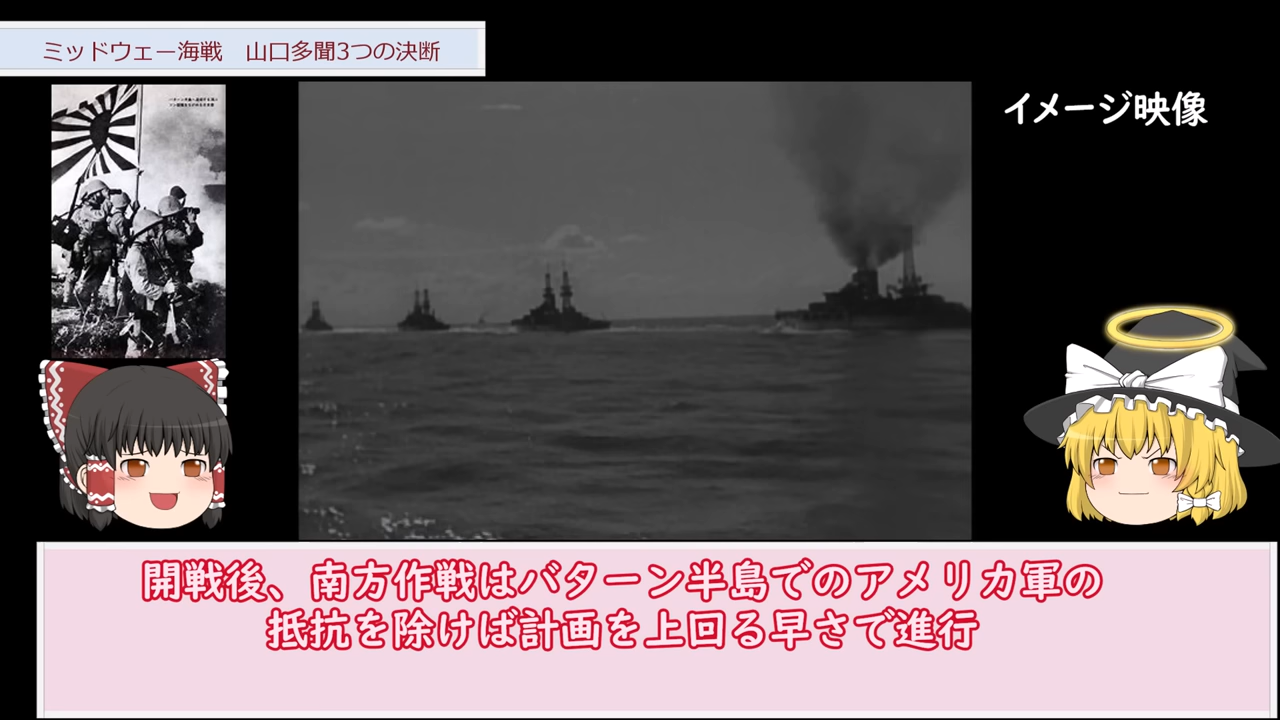 ミッドウェー海戦　山口多聞3つの決断
イメージ映像
開戦後、南方作戦はバターン半島でのアメリカ軍の
抵抗を除けば計画を上回る早さで進行